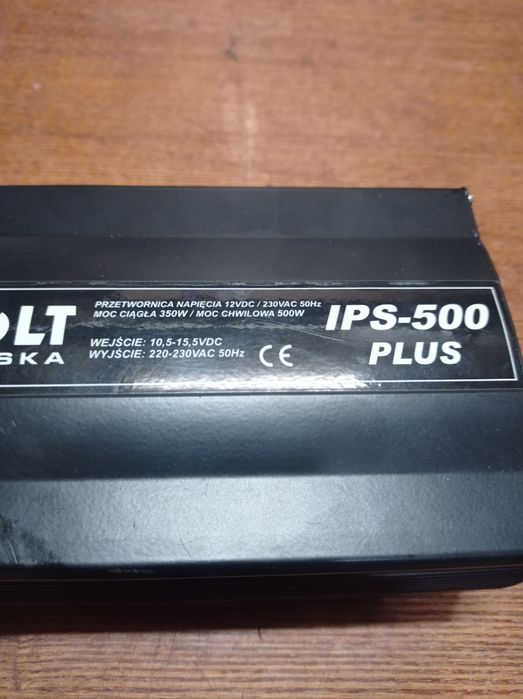 OLT
SKA
PRZETWORNICA NAPIĘCIA 12VDC / 230VAC 50Hz
MOC CIĄGŁA 350W / MOC CHWILOWA 500W
WEJŚCIE: 10,5-15,5VDC
WYJŚCIE: 220-230VAC 50Hz
CE
IPS-500
PLUS